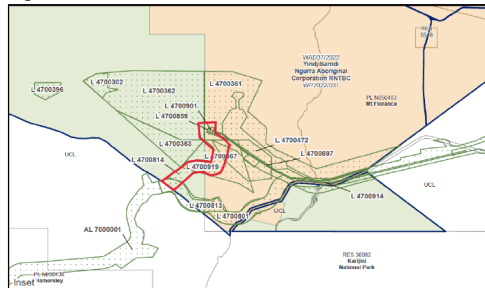 RES
L 4700302
L 4700361
WAD37/2022
Yindjibarndi
Ngurra Aboriginal
Corporation RNTBC
WP2022/001
L 4700396
L 4700362
L 4700901
PL N050483
Mt Florance
L 4700859
L 4700363
L 4700472
UCL
L 4700814
L 4700697
L 4700919
UCL
UCL
L 4700914
L 4700813
L 4700801
UCL
AL 7000001
RES 30082
Karijini
National Park
Inset
Hamersley